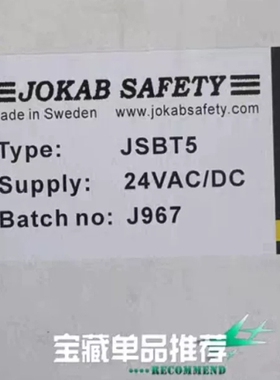 JOKAB SAFETY
ade in Sweden www.jokabsafety.com
Type: JSBT5
Supply: 24VAC/DC
Batch no: J967
宝藏单品推荐
RECOMMEND